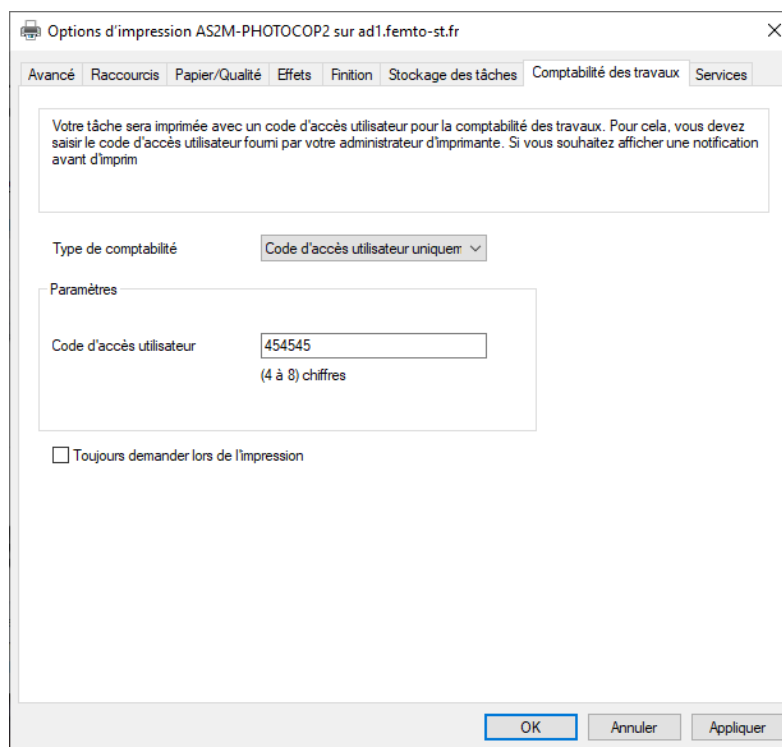 Options d'impression AS2M-PHOTOCOP2 sur ad1.femto-st.fr
Avancé Raccourcis Papier/Qualité Effets Finition Stockage des tâches Comptabilité des travaux Services
Votre tâche sera imprimée avec un code d'accès utilisateur pour la comptabilité des travaux. Pour cela, vous devez
saisir le code d'accès utilisateur fourni par votre administrateur d'imprimante. Si vous souhaitez afficher une notification
avant d'imprim
Type de comptabilité Code d'accès utilisateur uniquem
Paramètres
Code d'accès utilisateur 454545
(4 à 8) chiffres
Toujours demander lors de l'impression
OK Annuler Appliquer